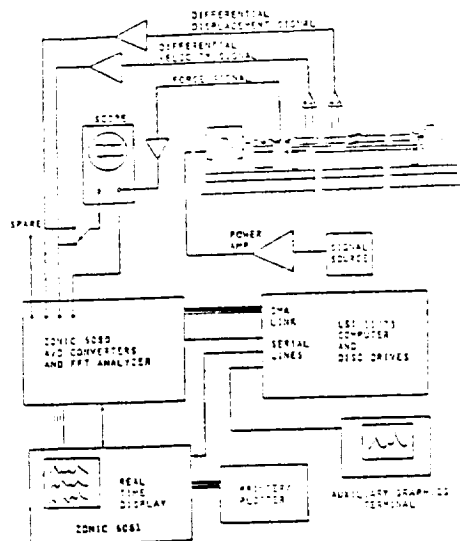 DIFFERENTIAL
DISPLACEMENT SIGNAL
DIFFERENTIAL
VELOCITY SIGNAL
FORCE SIGNAL
SCOPE
SPARE
POWER
AMP
SIGNAL
SOURCE
ZONIC 6080
A/D CONVERTERS
AND FFT ANALYZER
DMA
LINK
SERIAL
LINES
LSI 11/23
COMPUTER
AND
DISC DRIVES
REAL
TIME
DISPLAY
ZONIC 6081
PRINTER/
PLOTTER
AUXILIARY GRAPHICS
TERMINAL